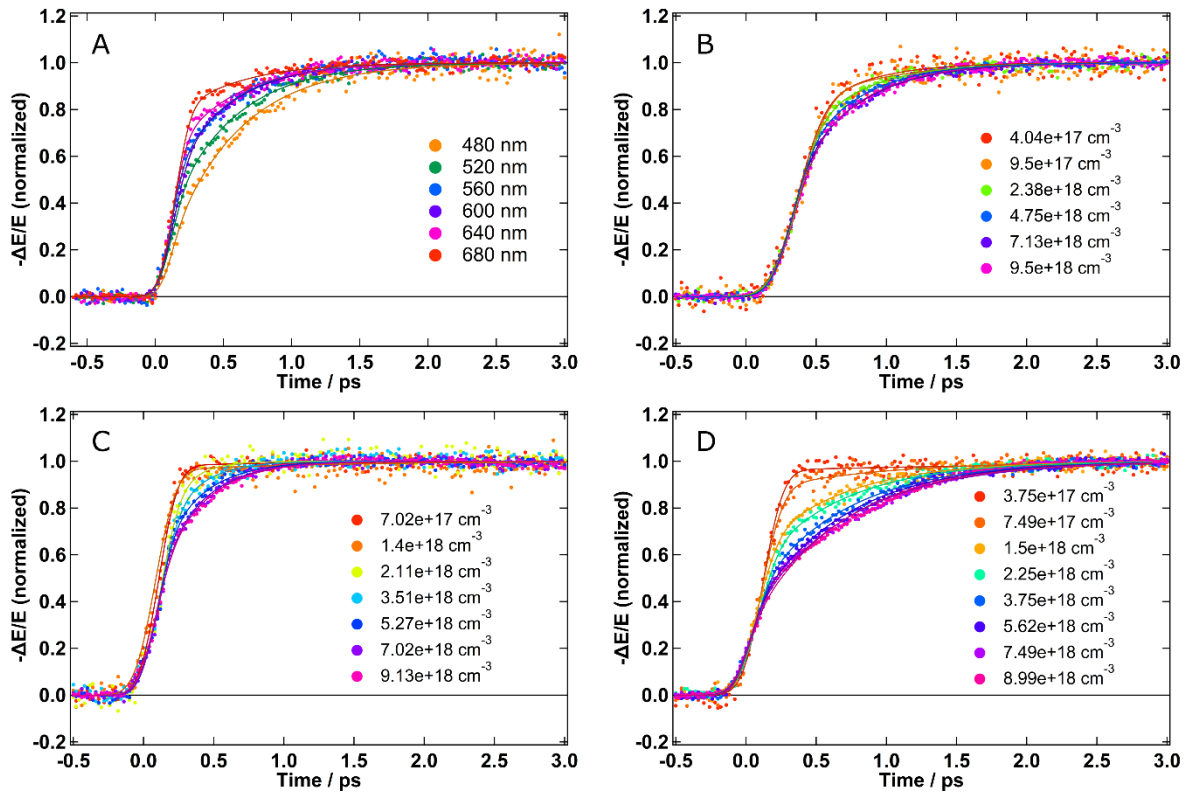 A
-ΔE/E (normalized)
1.2
1.0
0.8
0.6
0.4
0.2
0.0
-0.2
480 nm
520 nm
560 nm
600 nm
640 nm
680 nm
-0.5 0.0 0.5 1.0 1.5 2.0 2.5 3.0
Time / ps
B
-ΔE/E (normalized)
1.2
1.0
0.8
0.6
0.4
0.2
0.0
-0.2
4.04e+17 cm⁻³
9.5e+17 cm⁻³
2.38e+18 cm⁻³
4.75e+18 cm⁻³
7.13e+18 cm⁻³
9.5e+18 cm⁻³
-0.5 0.0 0.5 1.0 1.5 2.0 2.5 3.0
Time / ps
C
-ΔE/E (normalized)
1.2
1.0
0.8
0.6
0.4
0.2
0.0
-0.2
7.02e+17 cm⁻³
1.4e+18 cm⁻³
2.11e+18 cm⁻³
3.51e+18 cm⁻³
5.27e+18 cm⁻³
7.02e+18 cm⁻³
9.13e+18 cm⁻³
-0.5 0.0 0.5 1.0 1.5 2.0 2.5 3.0
Time / ps
D
-ΔE/E (normalized)
1.2
1.0
0.8
0.6
0.4
0.2
0.0
-0.2
3.75e+17 cm⁻³
7.49e+17 cm⁻³
1.5e+18 cm⁻³
2.25e+18 cm⁻³
3.75e+18 cm⁻³
5.62e+18 cm⁻³
7.49e+18 cm⁻³
8.99e+18 cm⁻³
-0.5 0.0 0.5 1.0 1.5 2.0 2.5 3.0
Time / ps